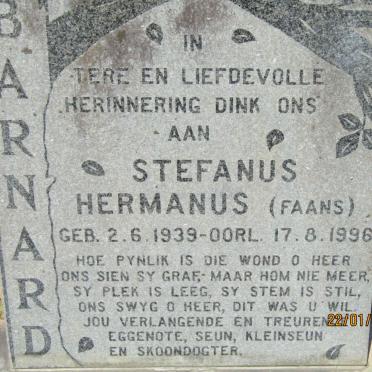 BARNARD
IN
TERE EN LIEFDEVOLLE
HERINNERING DINK ONS
AAN
STEFANUS
HERMANUS (FAANS)
GEB. 2.6.1939-OORL. 17.8.1996
HOE PYNLIK IS DIE WOND O HEER
ONS SIEN SY GRAF, MAAR HOM NIE MEER,
SY PLEK IS LEEG, SY STEM IS STIL,
ONS SWYG O HEER, DIT WAS U WIL.
JOU VERLANGENDE EN TREUREN
EGGENOTE, SEUN, KLEINSEUN
EN SKOONDOGTER.
22/01/